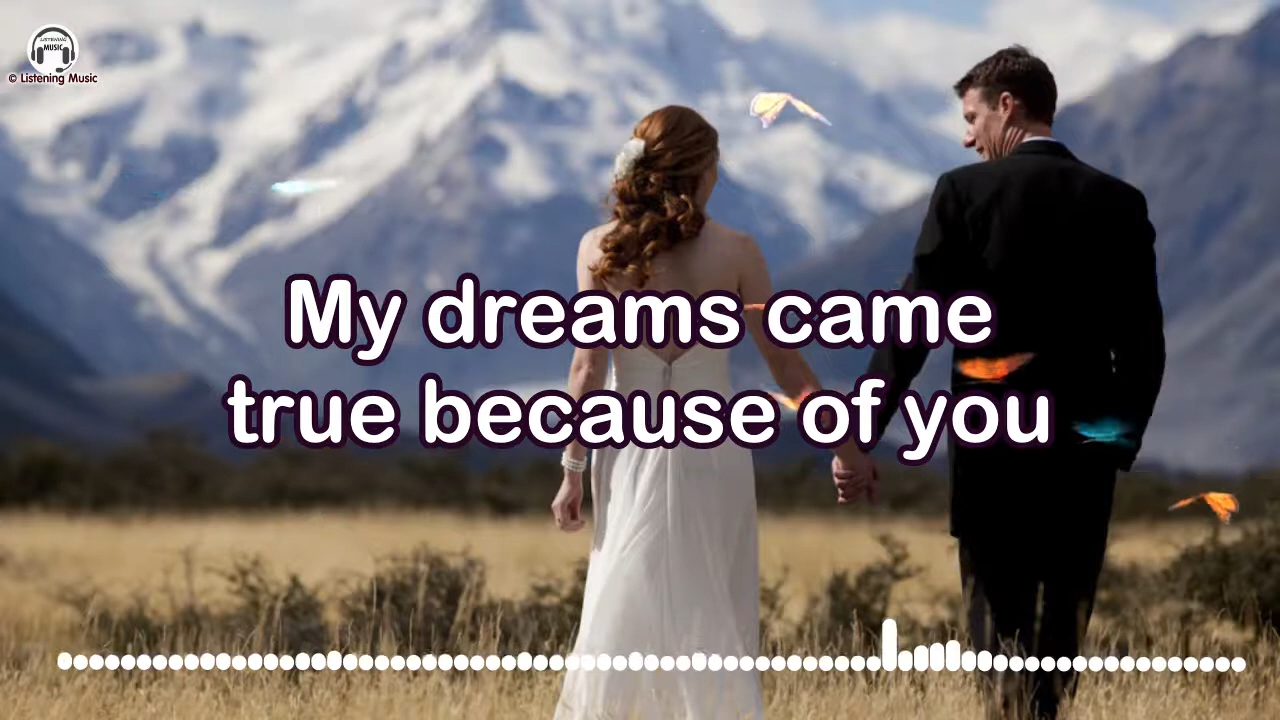 LISTENING
MUSIC
© Listening Music
My dreams came
true because of you